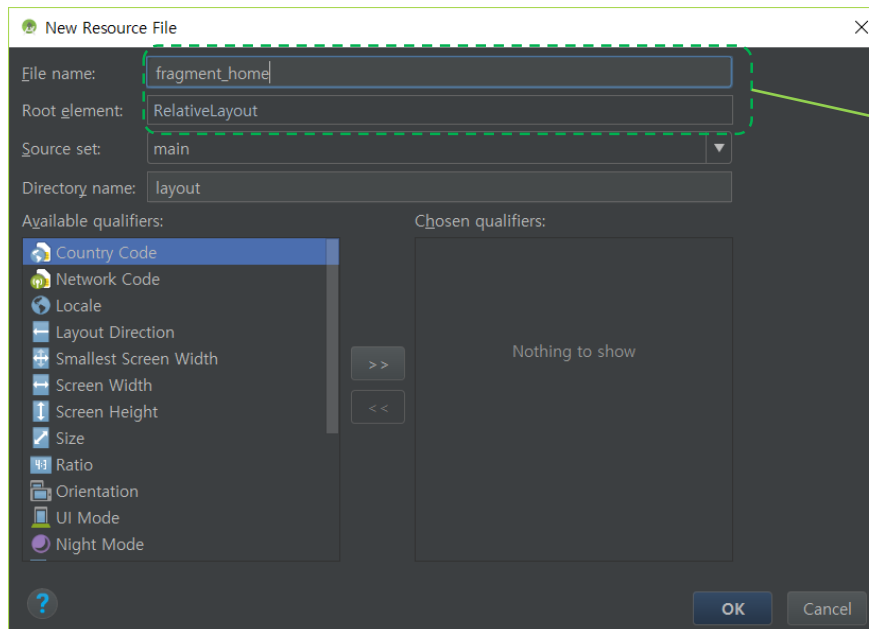 New Resource File
File name: fragment_home
Root element: RelativeLayout
Source set: main
Directory name: layout
Available qualifiers: Chosen qualifiers:
Country Code
Network Code
Locale
Layout Direction
Smallest Screen Width
Screen Width
Screen Height
Size
4:3 Ratio
Orientation
UI Mode
Night Mode
>>
<<
Nothing to show
?
OK Cancel